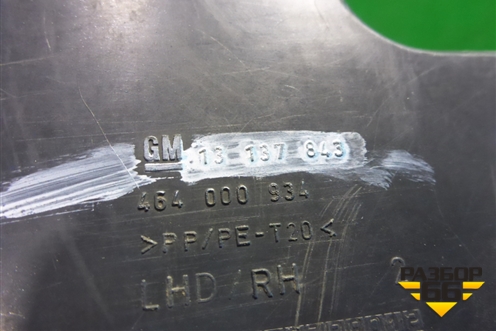 GM 13 187 843
464 000 934
>PP/PE-T20<
LHD/RH
РАЗБОР
66